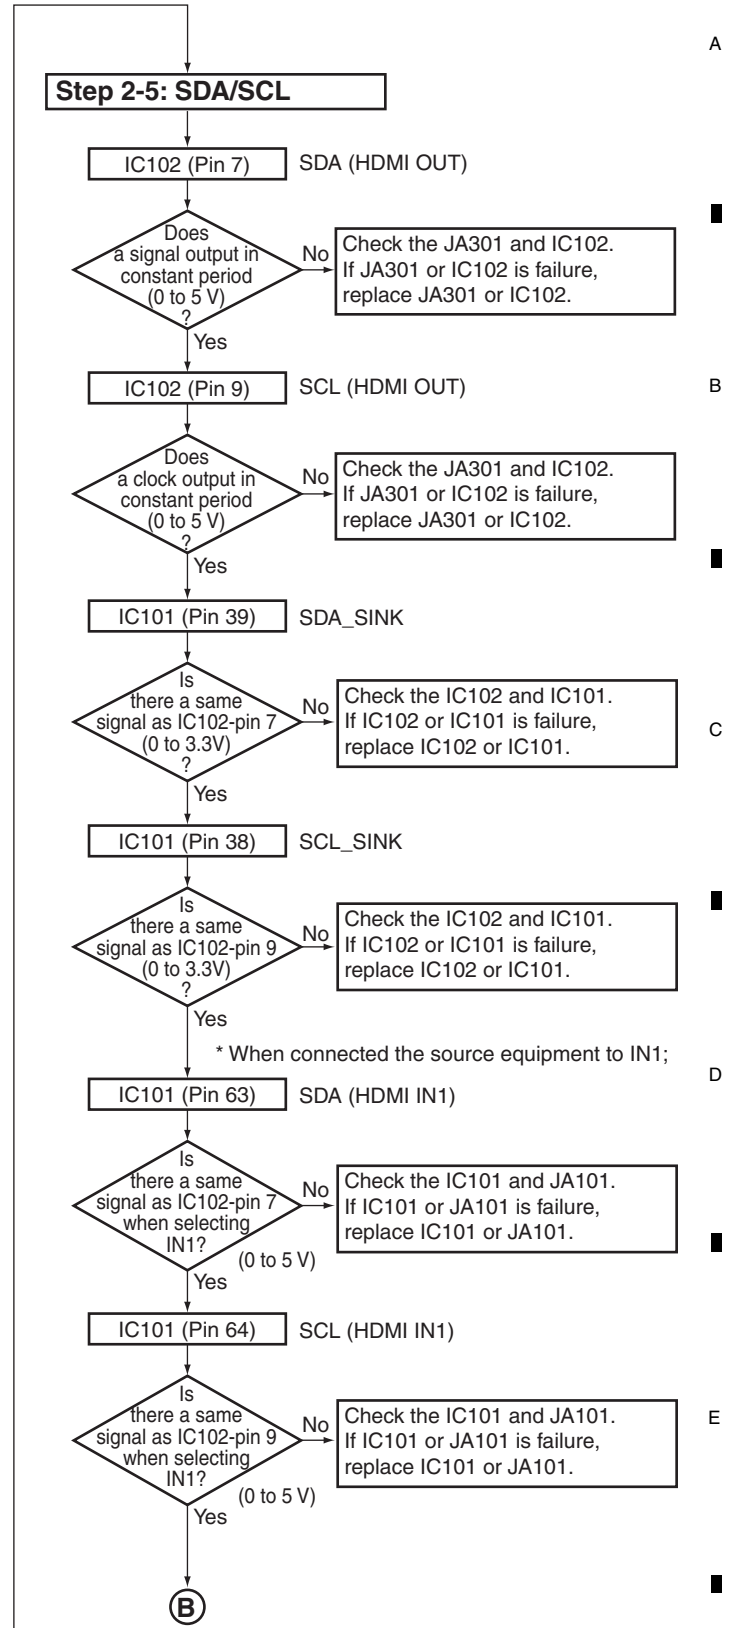 A
Step 2-5: SDA/SCL
IC102 (Pin 7)
SDA (HDMI OUT)
Does
a signal output in
constant period
(0 to 5 V)
?
No
Check the JA301 and IC102.
If JA301 or IC102 is failure,
replace JA301 or IC102.
Yes
IC102 (Pin 9)
SCL (HDMI OUT)
B
Does
a clock output in
constant period
(0 to 5 V)
?
No
Check the JA301 and IC102.
If JA301 or IC102 is failure,
replace JA301 or IC102.
Yes
IC101 (Pin 39)
SDA_SINK
Is
there a same
signal as IC102-pin 7
(0 to 3.3V)
?
No
Check the IC102 and IC101.
If IC102 or IC101 is failure,
replace IC102 or IC101.
C
Yes
IC101 (Pin 38)
SCL_SINK
Is
there a same
signal as IC102-pin 9
(0 to 3.3V)
?
No
Check the IC102 and IC101.
If IC102 or IC101 is failure,
replace IC102 or IC101.
Yes
* When connected the source equipment to IN1;
D
IC101 (Pin 63)
SDA (HDMI IN1)
Is
there a same
signal as IC102-pin 7
when selecting
IN1?
(0 to 5 V)
No
Check the IC101 and JA101.
If IC101 or JA101 is failure,
replace IC101 or JA101.
Yes
IC101 (Pin 64)
SCL (HDMI IN1)
Is
there a same
signal as IC102-pin 9
when selecting
IN1?
(0 to 5 V)
No
Check the IC101 and JA101.
If IC101 or JA101 is failure,
replace IC101 or JA101.
E
Yes
B